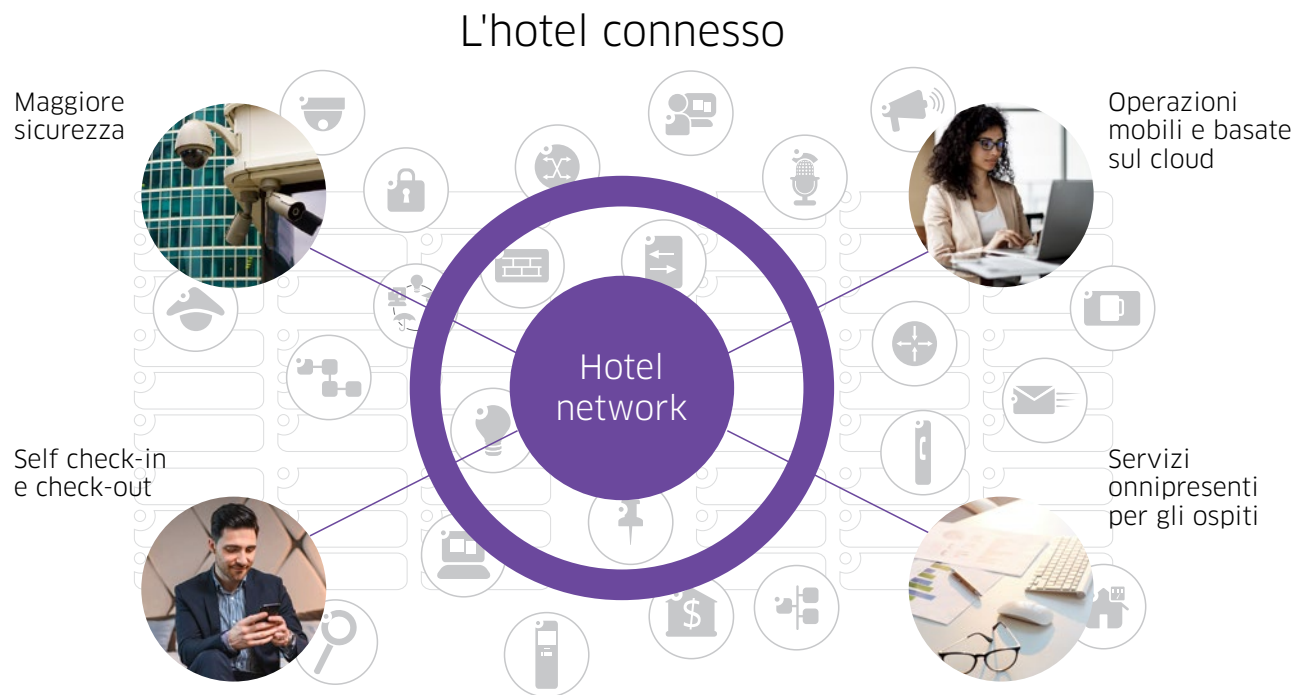 L'hotel connesso
Maggiore
sicurezza
Operazioni
mobili e basate
sul cloud
Hotel
network
Self check-in
e check-out
Servizi
onnipresenti
per gli ospiti
$